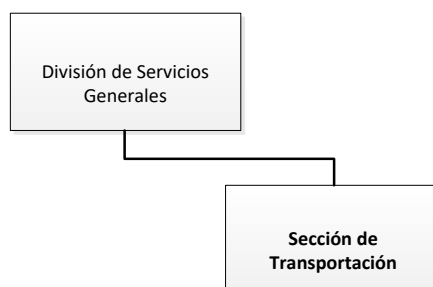 División de Servicios
Generales
Sección de
Transportación